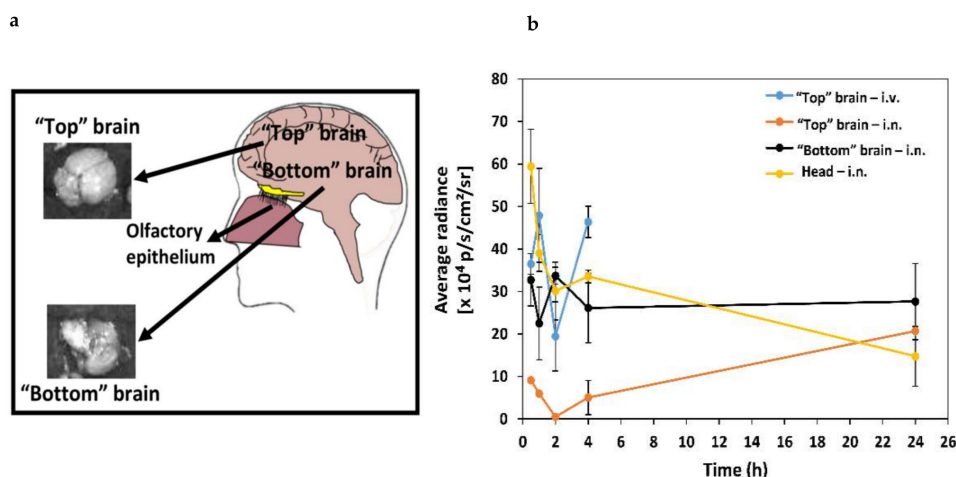 a
b
“Top” brain
“Top” brain
“Bottom” brain
Olfactory
epithelium
“Bottom” brain
80
70
60
50
40
30
20
10
0
Average radiance
[x 10⁴ p/s/cm²/sr]
“Top” brain – i.v.
“Top” brain – i.n.
“Bottom” brain – i.n.
Head – i.n.
0 2 4 6 8 10 12 14 16 18 20 22 24 26
Time (h)